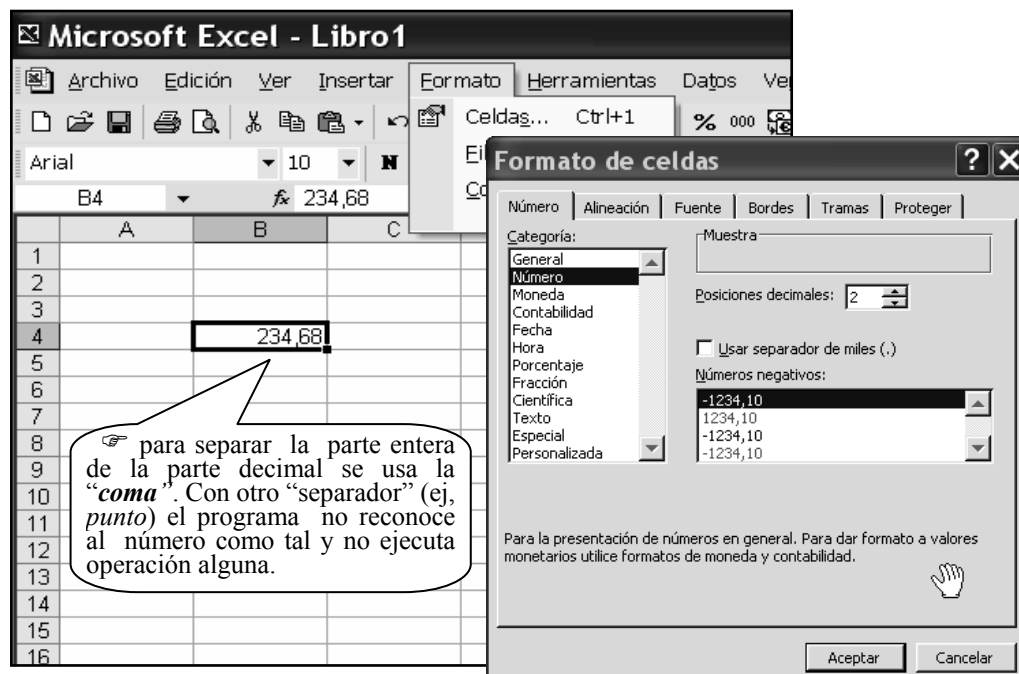 Microsoft Excel - Libro1
Archivo Edición Ver Insertar Formato Herramientas Datos
Celdas... Ctrl+1
% 000
Arial 10 N
B4 fx 234,68
A B C
1
2
3
4 234,68
5
6
7
8
9
10
11
12
13
14
15
16
☞ para separar la parte entera
de la parte decimal se usa la
“coma”. Con otro “separador” (ej,
punto) el programa no reconoce
al número como tal y no ejecuta
operación alguna.
Formato de celdas
Número Alineación Fuente Bordes Tramas Proteger
Categoría:
General
Número
Moneda
Contabilidad
Fecha
Hora
Porcentaje
Fracción
Científica
Texto
Especial
Personalizada
Muestra
Posiciones decimales: 2
Usar separador de miles (.)
Números negativos:
-1234,10
1234,10
-1234,10
-1234,10
Para la presentación de números en general. Para dar formato a valores
monetarios utilice formatos de moneda y contabilidad.
Aceptar Cancelar